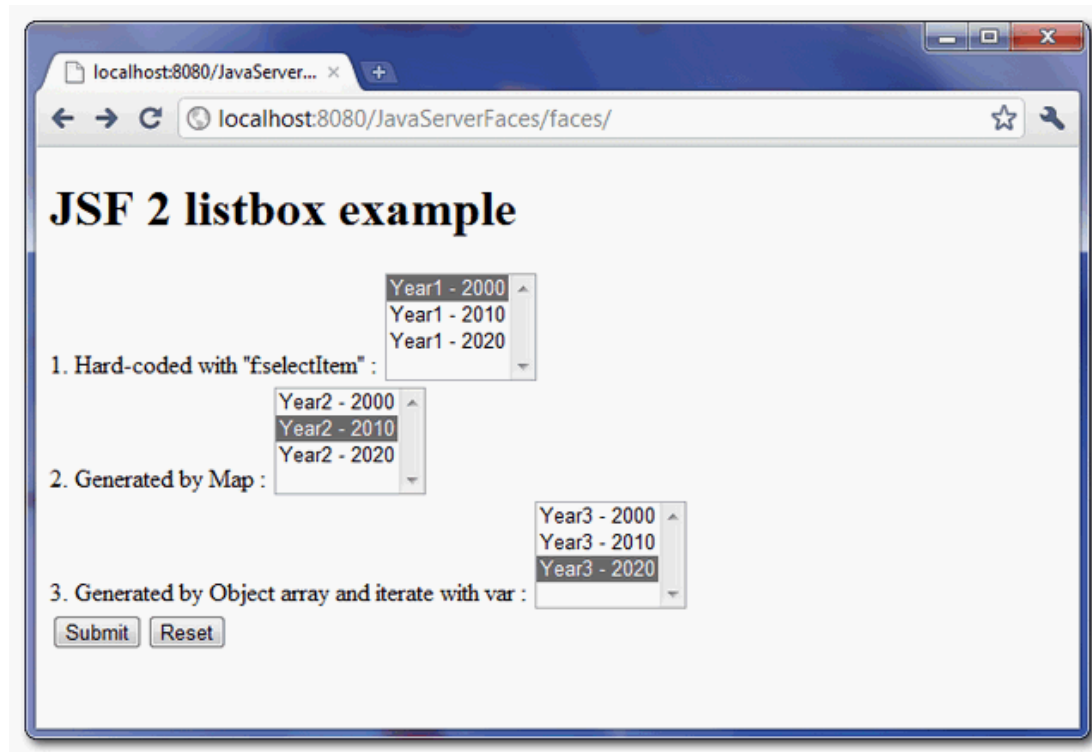 localhost:8080/JavaServer...
localhost:8080/JavaServerFaces/faces/
JSF 2 listbox example
Year1 - 2000
Year1 - 2010
Year1 - 2020
1. Hard-coded with "f:selectItem" :
Year2 - 2000
Year2 - 2010
Year2 - 2020
2. Generated by Map :
Year3 - 2000
Year3 - 2010
Year3 - 2020
3. Generated by Object array and iterate with var :
Submit Reset